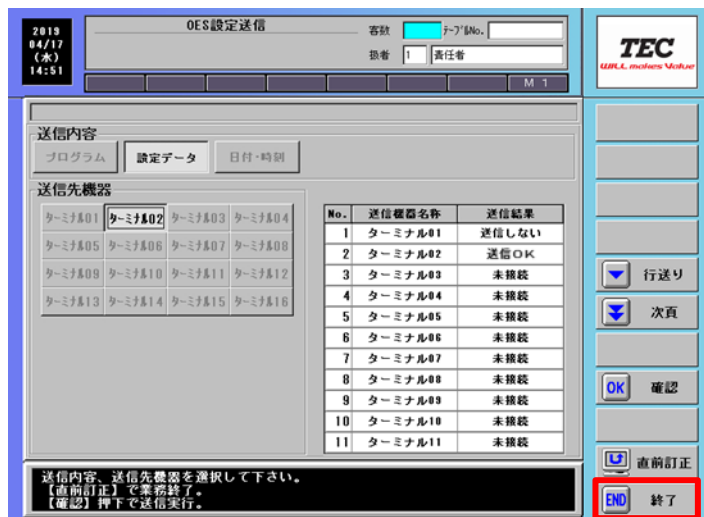 2019
04/17
(水)
14:51
OES設定送信
客数
ﾃｰﾌﾞﾙNo.
扱者 1 責任者
M 1
TEC
WILL makes Value
送信内容
プログラム 設定データ 日付・時刻
送信先機器
ﾀｰﾐﾅﾙ01 ﾀｰﾐﾅﾙ02 ﾀｰﾐﾅﾙ03 ﾀｰﾐﾅﾙ04
ﾀｰﾐﾅﾙ05 ﾀｰﾐﾅﾙ06 ﾀｰﾐﾅﾙ07 ﾀｰﾐﾅﾙ08
ﾀｰﾐﾅﾙ09 ﾀｰﾐﾅﾙ10 ﾀｰﾐﾅﾙ11 ﾀｰﾐﾅﾙ12
ﾀｰﾐﾅﾙ13 ﾀｰﾐﾅﾙ14 ﾀｰﾐﾅﾙ15 ﾀｰﾐﾅﾙ16
No. 送信機器名称 送信結果
1 ターミナル01 送信しない
2 ターミナル02 送信OK
3 ターミナル03 未接続
4 ターミナル04 未接続
5 ターミナル05 未接続
6 ターミナル06 未接続
7 ターミナル07 未接続
8 ターミナル08 未接続
9 ターミナル09 未接続
10 ターミナル10 未接続
11 ターミナル11 未接続
行送り
次頁
OK 確認
直前訂正
END 終了
送信内容、送信先機器を選択して下さい。
【直前訂正】で業務終了。
【確認】押下で送信実行。